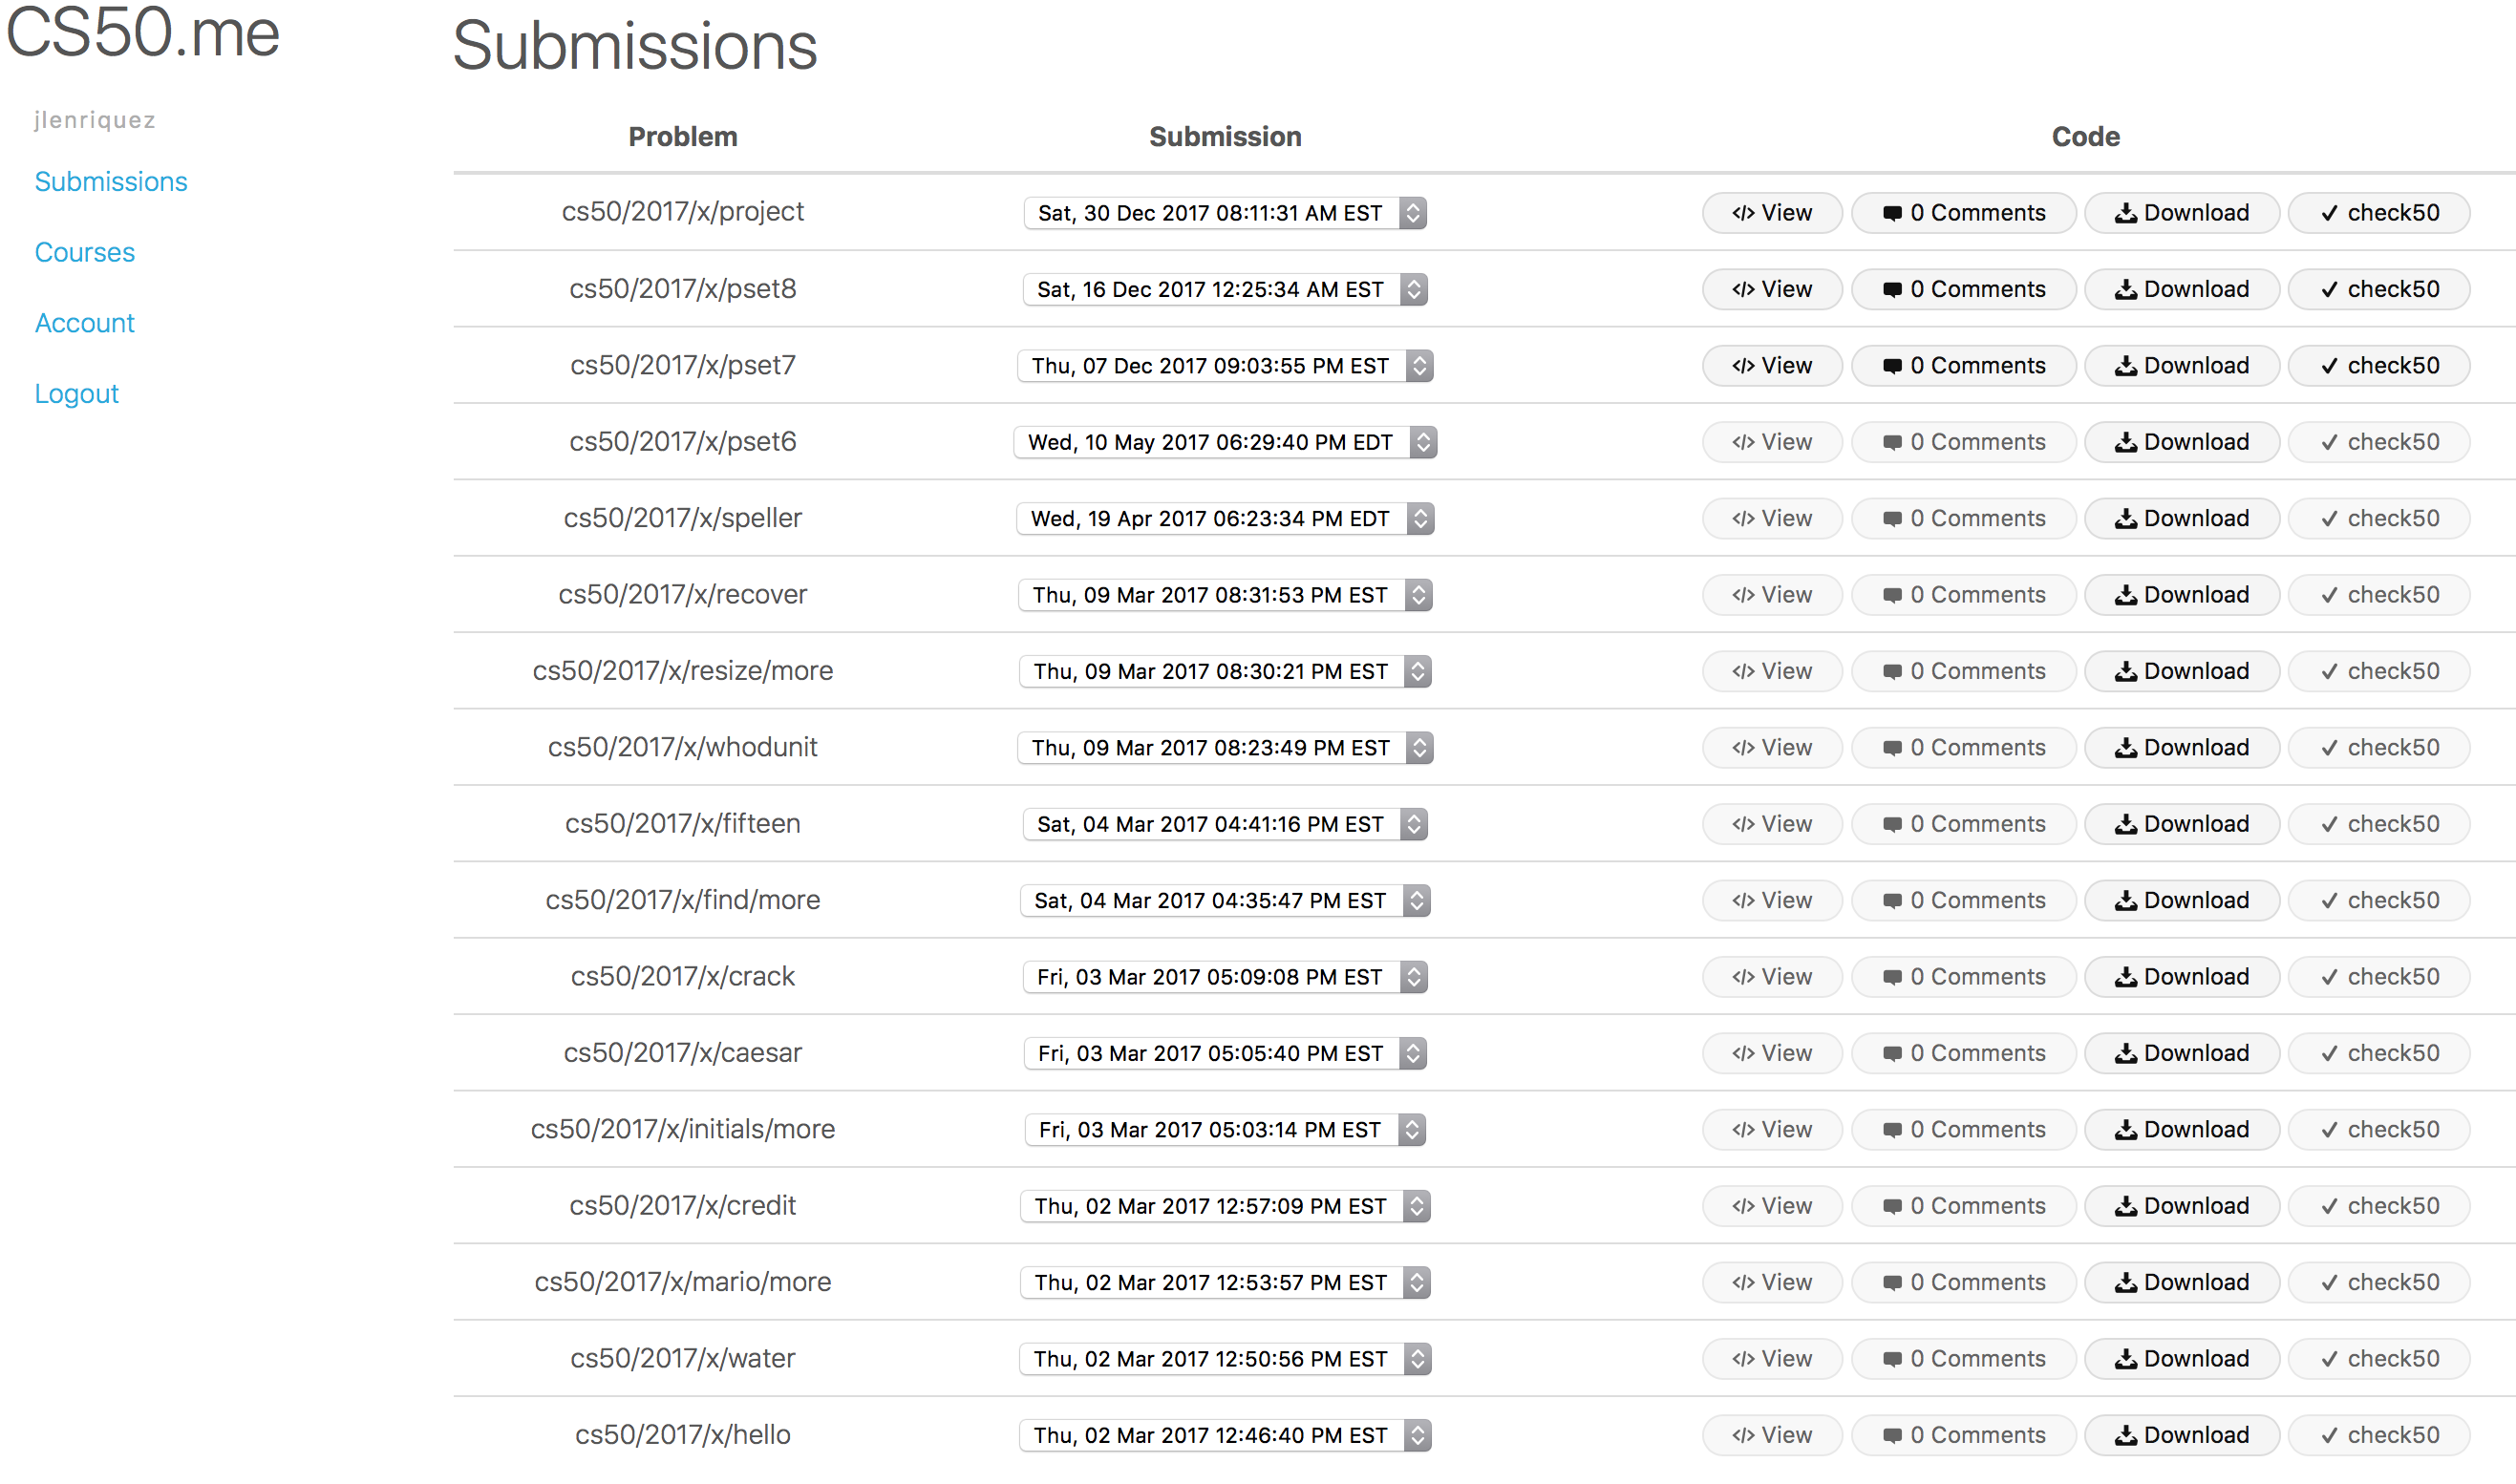 CS50.me
jlenriquez
Submissions
Courses
Account
Logout
Submissions
Problem Submission Code
cs50/2017/x/project Sat, 30 Dec 2017 08:11:31 AM EST View 0 Comments Download check50
cs50/2017/x/pset8 Sat, 16 Dec 2017 12:25:34 AM EST View 0 Comments Download check50
cs50/2017/x/pset7 Thu, 07 Dec 2017 09:03:55 PM EST View 0 Comments Download check50
cs50/2017/x/pset6 Wed, 10 May 2017 06:29:40 PM EDT View 0 Comments Download check50
cs50/2017/x/speller Wed, 19 Apr 2017 06:23:34 PM EDT View 0 Comments Download check50
cs50/2017/x/recover Thu, 09 Mar 2017 08:31:53 PM EST View 0 Comments Download check50
cs50/2017/x/resize/more Thu, 09 Mar 2017 08:30:21 PM EST View 0 Comments Download check50
cs50/2017/x/whodunit Thu, 09 Mar 2017 08:23:49 PM EST View 0 Comments Download check50
cs50/2017/x/fifteen Sat, 04 Mar 2017 04:41:16 PM EST View 0 Comments Download check50
cs50/2017/x/find/more Sat, 04 Mar 2017 04:35:47 PM EST View 0 Comments Download check50
cs50/2017/x/crack Fri, 03 Mar 2017 05:09:08 PM EST View 0 Comments Download check50
cs50/2017/x/caesar Fri, 03 Mar 2017 05:05:40 PM EST View 0 Comments Download check50
cs50/2017/x/initials/more Fri, 03 Mar 2017 05:03:14 PM EST View 0 Comments Download check50
cs50/2017/x/credit Thu, 02 Mar 2017 12:57:09 PM EST View 0 Comments Download check50
cs50/2017/x/mario/more Thu, 02 Mar 2017 12:53:57 PM EST View 0 Comments Download check50
cs50/2017/x/water Thu, 02 Mar 2017 12:50:56 PM EST View 0 Comments Download check50
cs50/2017/x/hello Thu, 02 Mar 2017 12:46:40 PM EST View 0 Comments Download check50